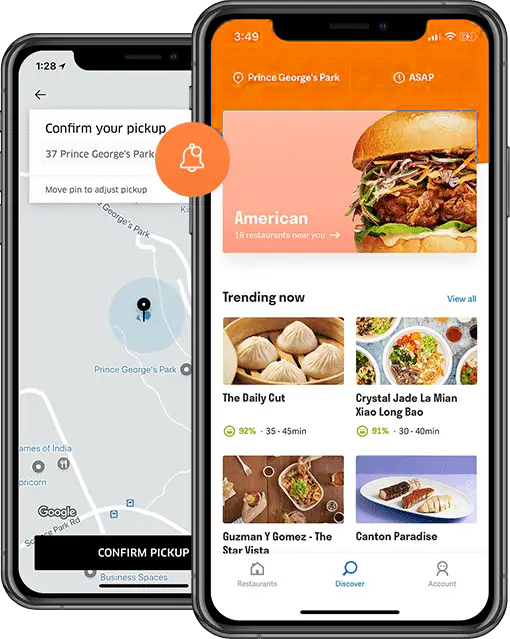 1:28
Confirm your pickup
37 Prince George's Park
Move pin to adjust pickup
George's Park
Prince George's Park
ames of India
pricorn
Google
Park Rd
CONFIRM PICKUP
Business Spaces
3:49
Prince George's Park
ASAP
American
16 restaurants near you →
Trending now
View all
The Daily Cut
92% · 35 - 45min
Crystal Jade La Mian
Xiao Long Bao
91% · 30 - 40min
Guzman Y Gomez - The
Star Vista
Canton Paradise
Restaurants
Discover
Account